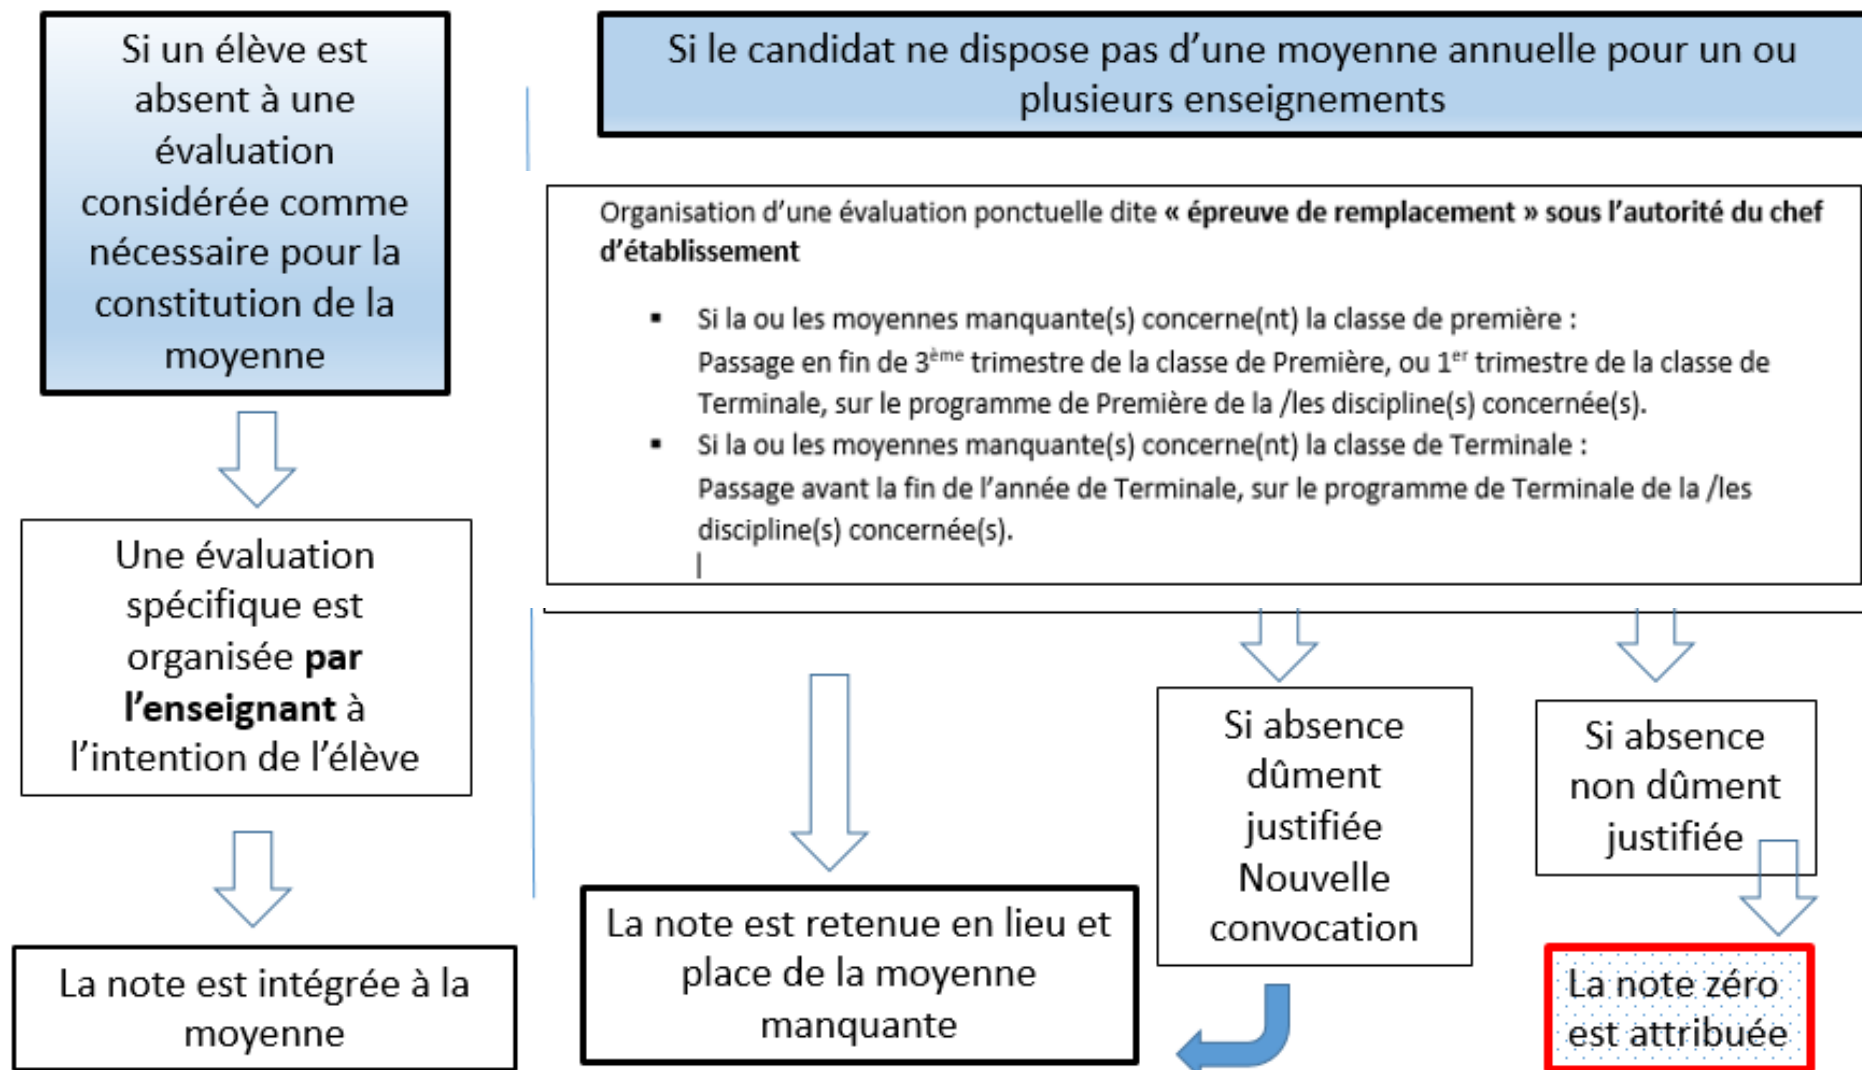 Si un élève est
absent à une
évaluation
considérée comme
nécessaire pour la
constitution de la
moyenne
Une évaluation
spécifique est
organisée par
l'enseignant à
l'intention de l'élève
La note est intégrée à la
moyenne
Si le candidat ne dispose pas d'une moyenne annuelle pour un ou
plusieurs enseignements
Organisation d'une évaluation ponctuelle dite « épreuve de remplacement » sous l'autorité du chef
d'établissement
▪ Si la ou les moyennes manquante(s) concerne(nt) la classe de première :
Passage en fin de 3ème trimestre de la classe de Première, ou 1er trimestre de la classe de
Terminale, sur le programme de Première de la /les discipline(s) concernée(s).
▪ Si la ou les moyennes manquante(s) concerne(nt) la classe de Terminale :
Passage avant la fin de l'année de Terminale, sur le programme de Terminale de la /les
discipline(s) concernée(s).
La note est retenue en lieu et
place de la moyenne
manquante
Si absence
dûment
justifiée
Nouvelle
convocation
Si absence
non dûment
justifiée
La note zéro
est attribuée